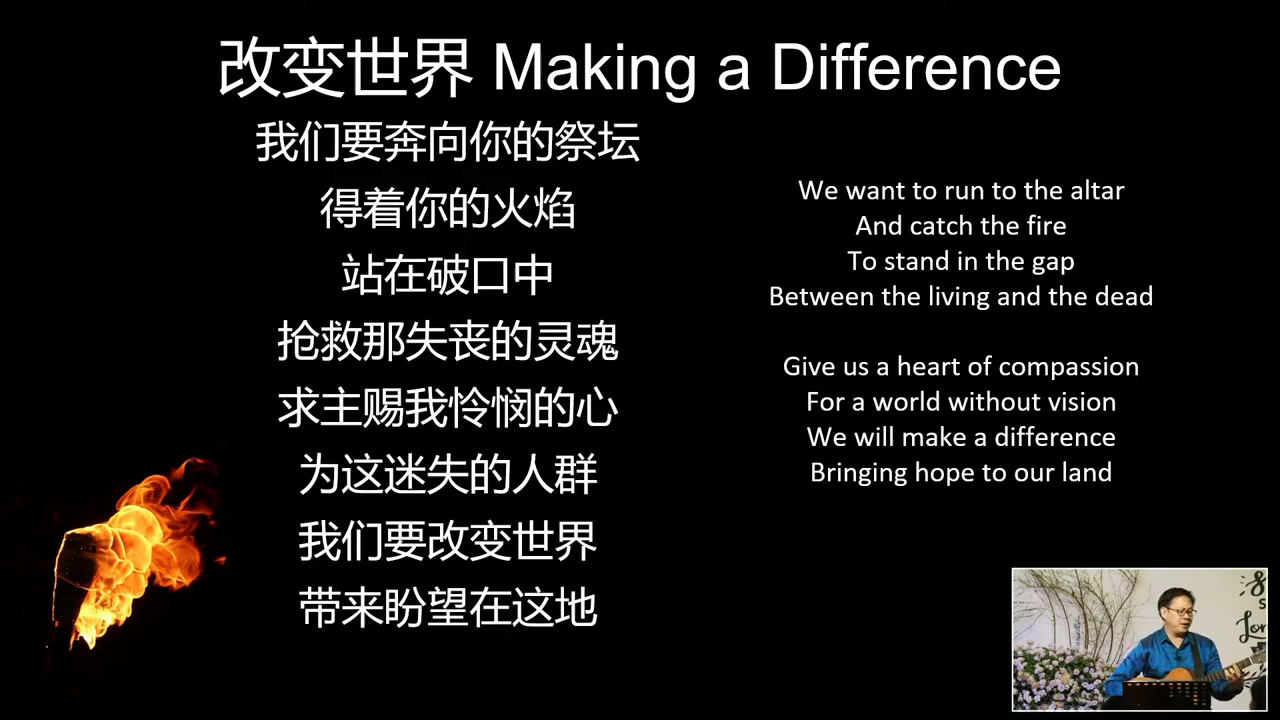 改变世界 Making a Difference
我们要奔向你的祭坛
得着你的火焰
站在破口中
抢救那失丧的灵魂
求主赐我怜悯的心
为这迷失的人群
我们要改变世界
带来盼望在这地
We want to run to the altar
And catch the fire
To stand in the gap
Between the living and the dead
Give us a heart of compassion
For a world without vision
We will make a difference
Bringing hope to our land